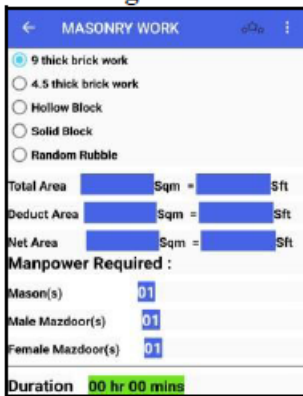 MASONRY WORK
9 thick brick work
4.5 thick brick work
Hollow Block
Solid Block
Random Rubble
Total Area Sqm = Sft
Deduct Area Sqm = Sft
Net Area Sqm = Sft
Manpower Required :
Mason(s) 01
Male Mazdoor(s) 01
Female Mazdoor(s) 01
Duration 00 hr 00 mins